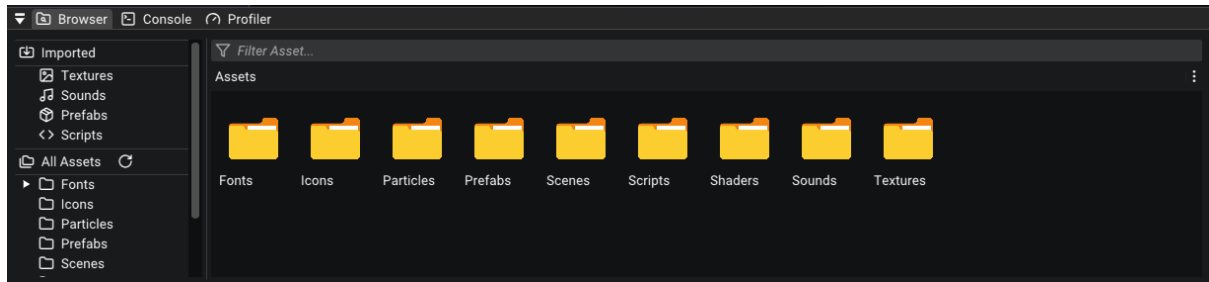 Browser Console Profiler
Imported
Textures
Sounds
Prefabs
Scripts
All Assets
Fonts
Icons
Particles
Prefabs
Scenes
Filter Asset...
Assets
Fonts Icons Particles Prefabs Scenes Scripts Shaders Sounds Textures